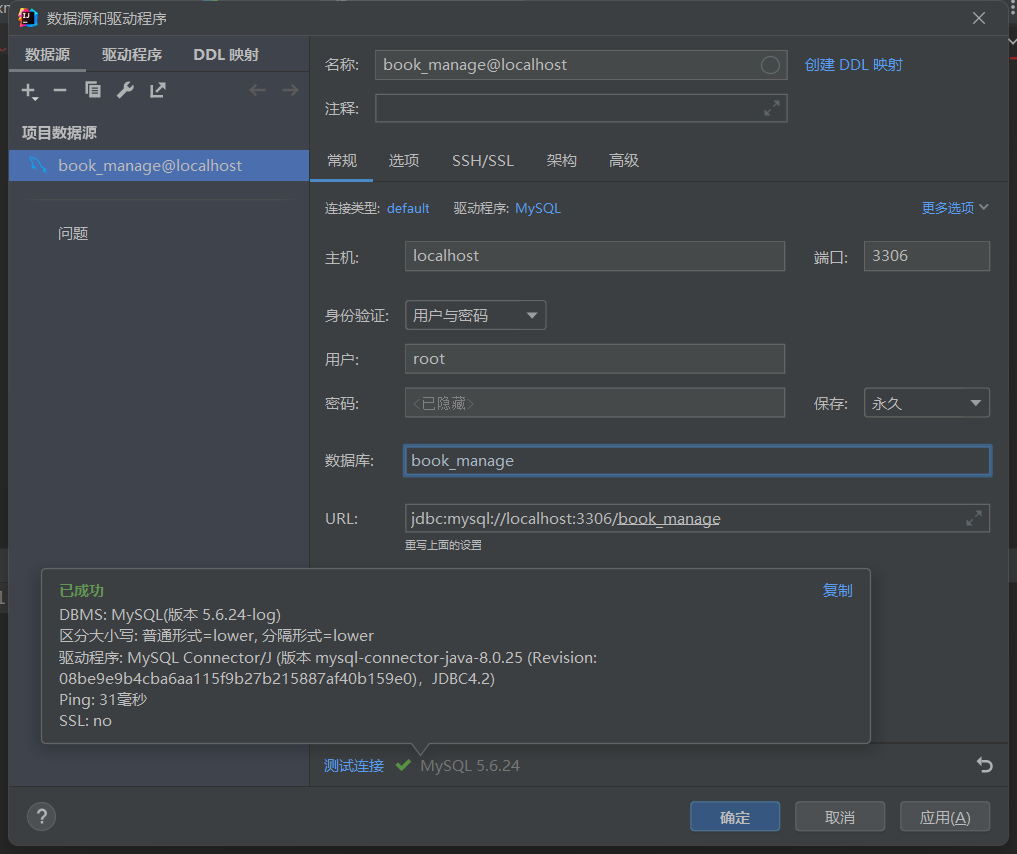 数据源和驱动程序
数据源 驱动程序 DDL 映射
项目数据源
book_manage@localhost
问题
名称: book_manage@localhost 创建 DDL 映射
注释:
常规 选项 SSH/SSL 架构 高级
连接类型: default 驱动程序: MySQL 更多选项
主机: localhost 端口: 3306
身份验证: 用户与密码
用户: root
密码: <已隐藏> 保存: 永久
数据库: book_manage
URL: jdbc:mysql://localhost:3306/book_manage
重写上面的设置
已成功 复制
DBMS: MySQL(版本 5.6.24-log)
区分大小写: 普通形式=lower, 分隔形式=lower
驱动程序: MySQL Connector/J (版本 mysql-connector-java-8.0.25 (Revision:
08be9e9b4cba6aa115f9b27b215887af40b159e0)，JDBC4.2)
Ping: 31毫秒
SSL: no
测试连接 MySQL 5.6.24
? 确定 取消 应用(A)